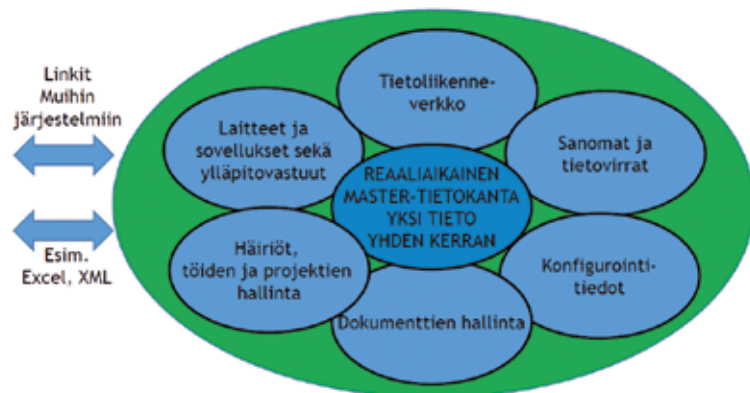 Linkit
Muihin
järjestelmiin
Esim.
Excel, XML
Tietoliikenne-
verkko
Laitteet ja
sovellukset sekä
ylläpitovastuut
Sanomat ja
tietovirrat
REAALIAIKAINEN
MASTER-TIETOKANTA
YKSI TIETO
YHDEN KERRAN
Häiriöt,
töiden ja projektien
hallinta
Konfigurointi-
tiedot
Dokumenttien hallinta